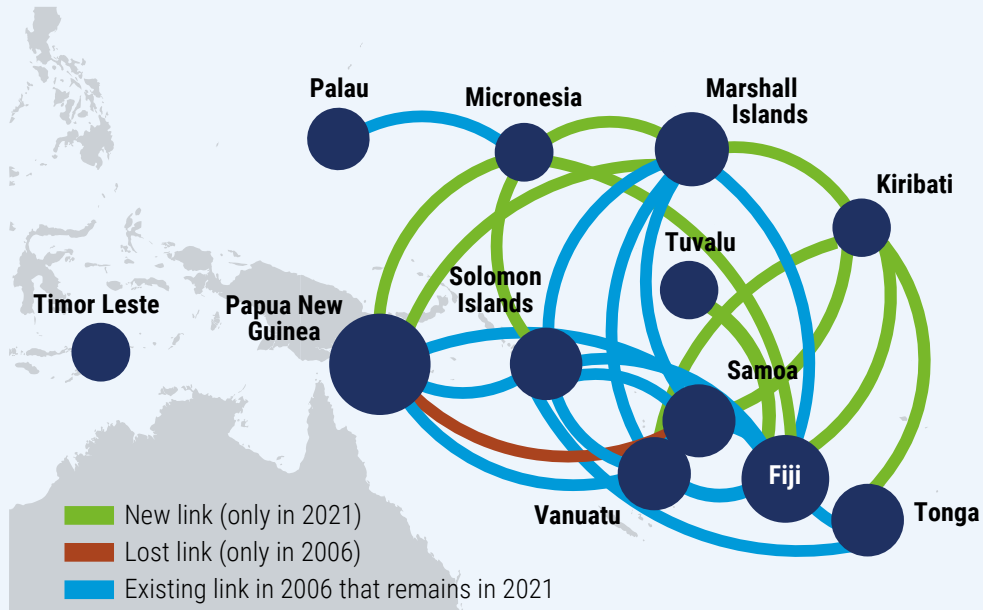 Palau
Micronesia
Marshall
Islands
Kiribati
Tuvalu
Solomon
Islands
Timor Leste
Papua New
Guinea
Samoa
Fiji
Vanuatu
Tonga
New link (only in 2021)
Lost link (only in 2006)
Existing link in 2006 that remains in 2021